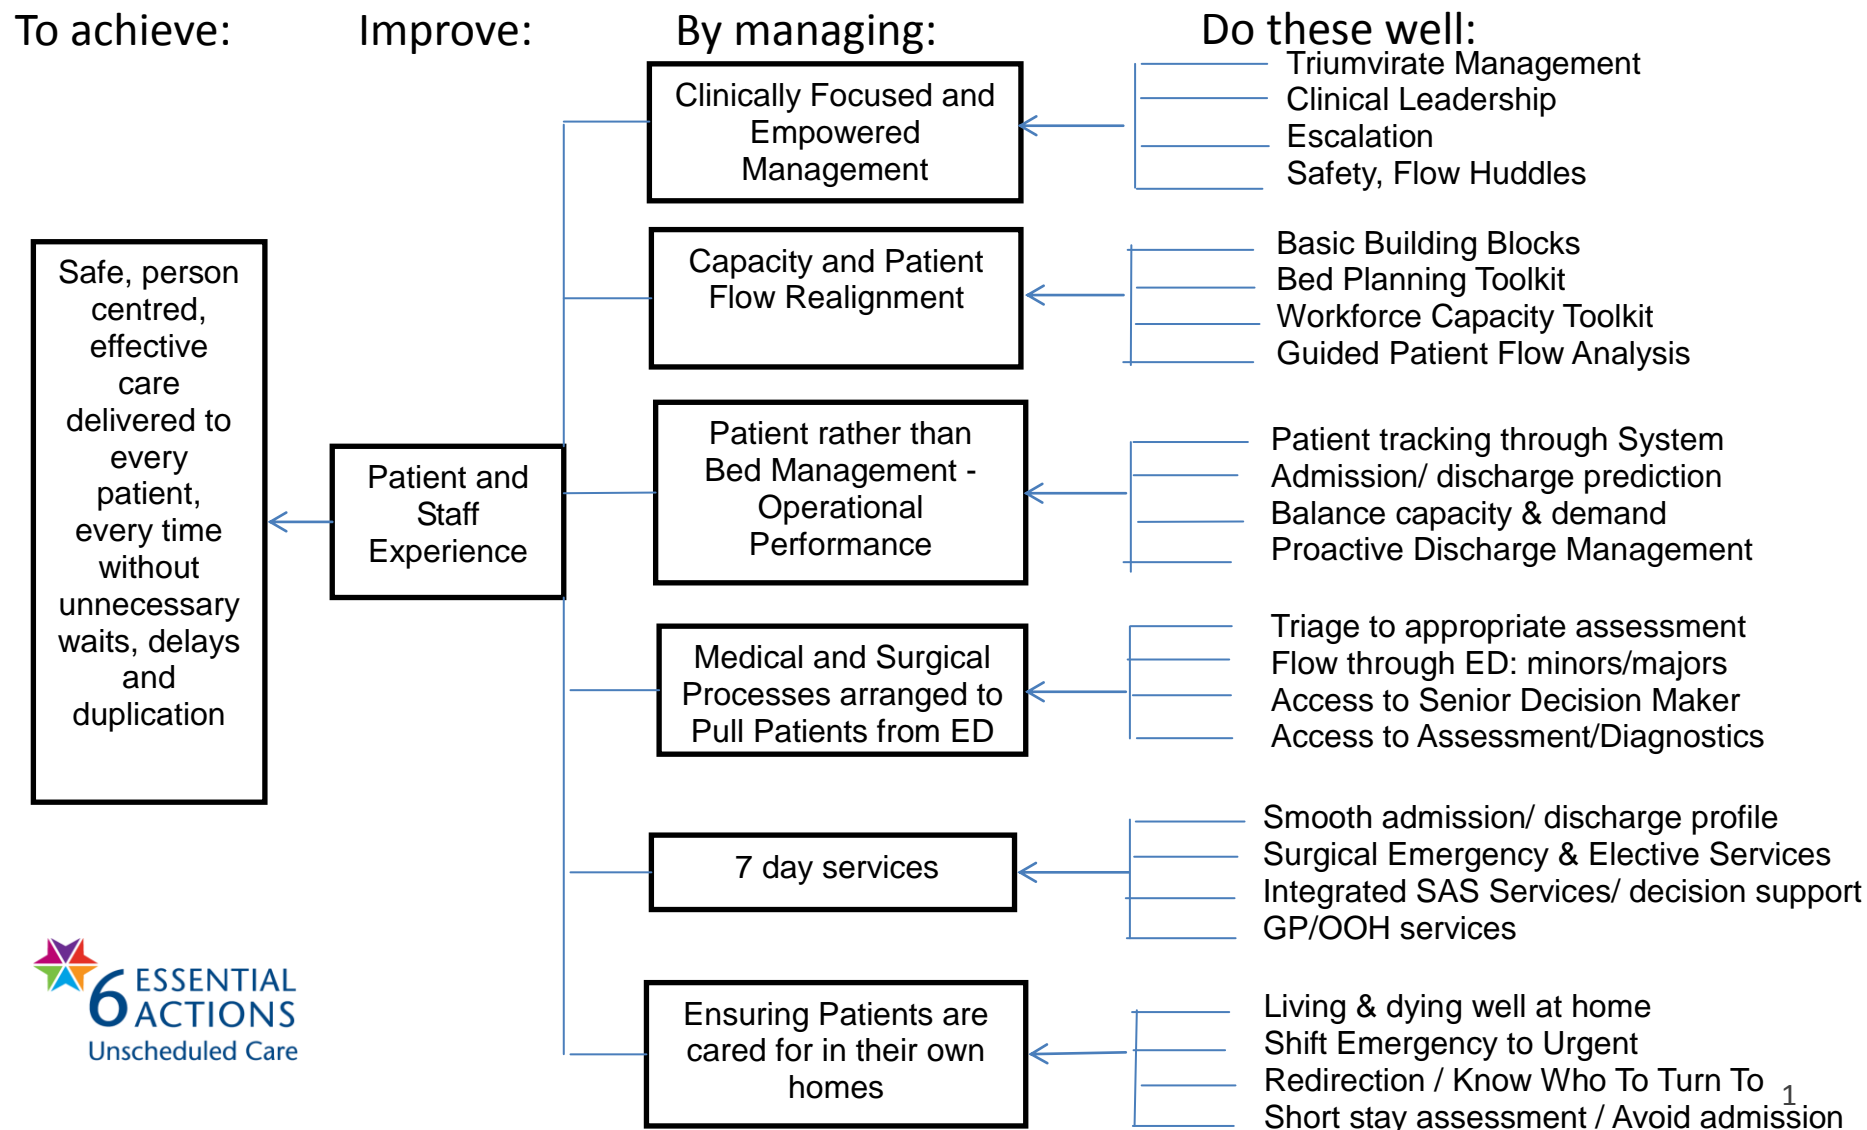 To achieve:
Improve:
By managing:
Do these well:
Safe, person
centred,
effective
care
delivered to
every
patient,
every time
without
unnecessary
waits, delays
and
duplication
Patient and
Staff
Experience
Clinically Focused and
Empowered
Management
Triumvirate Management
Clinical Leadership
Escalation
Safety, Flow Huddles
Capacity and Patient
Flow Realignment
Basic Building Blocks
Bed Planning Toolkit
Workforce Capacity Toolkit
Guided Patient Flow Analysis
Patient rather than
Bed Management -
Operational
Performance
Patient tracking through System
Admission/ discharge prediction
Balance capacity & demand
Proactive Discharge Management
Medical and Surgical
Processes arranged to
Pull Patients from ED
Triage to appropriate assessment
Flow through ED: minors/majors
Access to Senior Decision Maker
Access to Assessment/Diagnostics
7 day services
Smooth admission/ discharge profile
Surgical Emergency & Elective Services
Integrated SAS Services/ decision support
GP/OOH services
Ensuring Patients are
cared for in their own
homes
Living & dying well at home
Shift Emergency to Urgent
Redirection / Know Who To Turn To
Short stay assessment / Avoid admission
6 ESSENTIAL
ACTIONS
Unscheduled Care
1